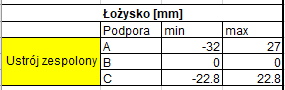 Łożysko [mm]
Podpora min max
Ustrój zespolony
A -32 27
B 0 0
C -22.8 22.8